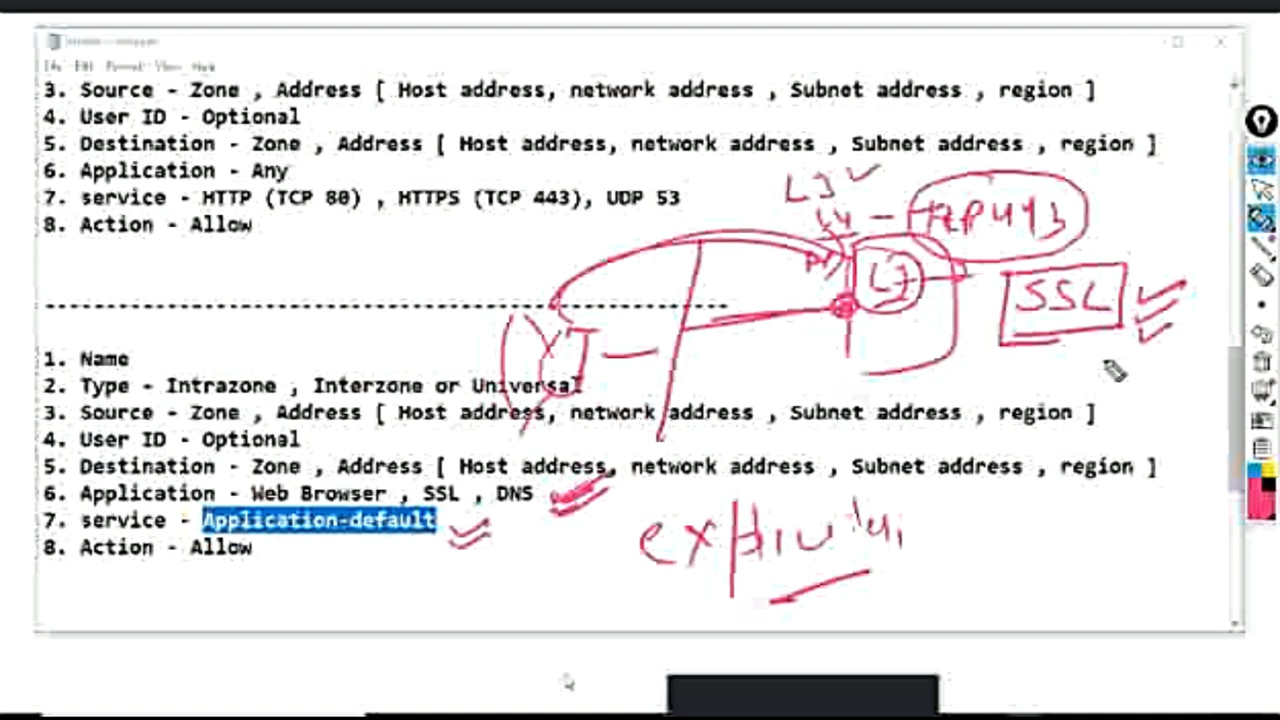 3. Source - Zone , Address [ Host address, network address , Subnet address , region ]
4. User ID - Optional
5. Destination - Zone , Address [ Host address, network address , Subnet address , region ]
6. Application - Any
7. service - HTTP (TCP 80) , HTTPS (TCP 443), UDP 53
8. Action - Allow
L3
L4 - TCP 443
L7
SSL
1. Name
2. Type - Intrazone , Interzone or Universal
3. Source - Zone , Address [ Host address, network address , Subnet address , region ]
4. User ID - Optional
5. Destination - Zone , Address [ Host address, network address , Subnet address , region ]
6. Application - Web Browser , SSL , DNS
7. service - Application-default
8. Action - Allow